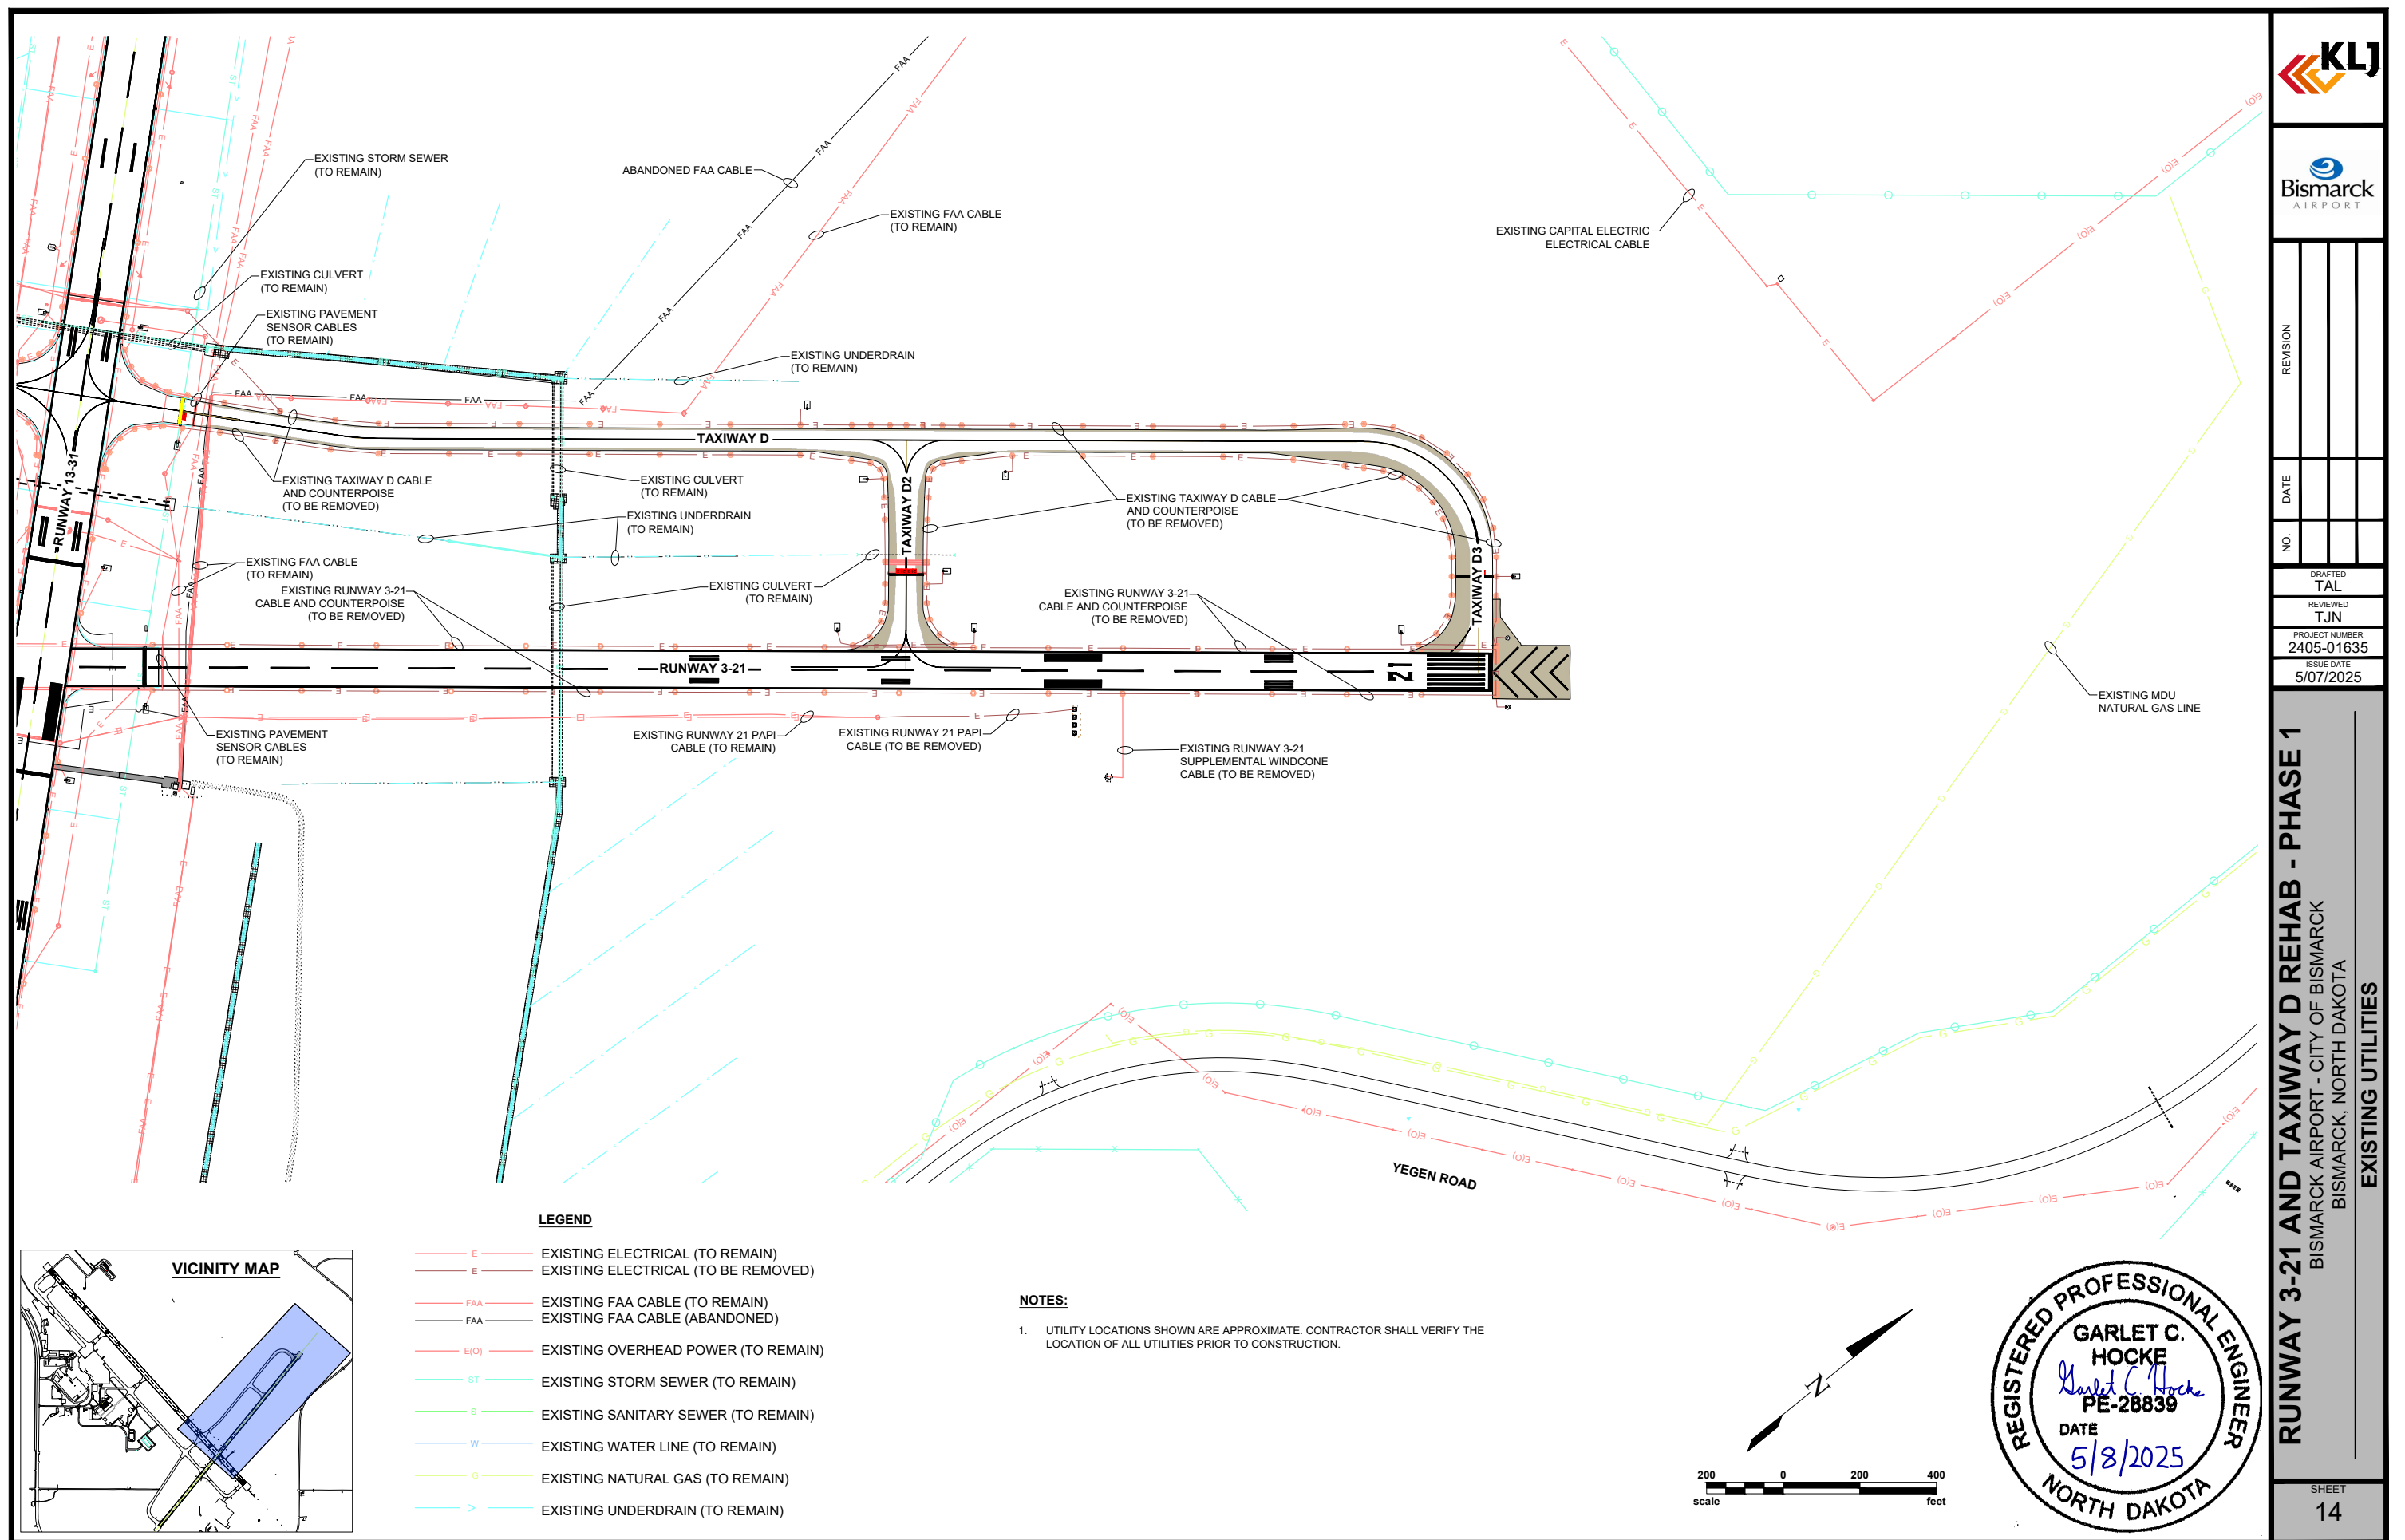 EXISTING STORM SEWER
(TO REMAIN)
ABANDONED FAA CABLE
EXISTING FAA CABLE
(TO REMAIN)
EXISTING CAPITAL ELECTRIC
ELECTRICAL CABLE
EXISTING CULVERT
(TO REMAIN)
EXISTING PAVEMENT
SENSOR CABLES
(TO REMAIN)
EXISTING UNDERDRAIN
(TO REMAIN)
TAXIWAY D
RUNWAY 13-31
EXISTING TAXIWAY D CABLE
AND COUNTERPOISE
(TO BE REMOVED)
EXISTING CULVERT
(TO REMAIN)
EXISTING UNDERDRAIN
(TO REMAIN)
TAXIWAY D2
EXISTING TAXIWAY D CABLE
AND COUNTERPOISE
(TO BE REMOVED)
TAXIWAY D3
EXISTING FAA CABLE
(TO REMAIN)
EXISTING RUNWAY 3-21
CABLE AND COUNTERPOISE
(TO BE REMOVED)
EXISTING CULVERT
(TO REMAIN)
EXISTING RUNWAY 3-21
CABLE AND COUNTERPOISE
(TO BE REMOVED)
RUNWAY 3-21
21
EXISTING PAVEMENT
SENSOR CABLES
(TO REMAIN)
EXISTING RUNWAY 21 PAPI
CABLE (TO REMAIN)
EXISTING RUNWAY 21 PAPI
CABLE (TO BE REMOVED)
EXISTING RUNWAY 3-21
SUPPLEMENTAL WINDCONE
CABLE (TO BE REMOVED)
EXISTING MDU
NATURAL GAS LINE
YEGEN ROAD
VICINITY MAP
LEGEND
E EXISTING ELECTRICAL (TO REMAIN)
E EXISTING ELECTRICAL (TO BE REMOVED)
FAA EXISTING FAA CABLE (TO REMAIN)
FAA EXISTING FAA CABLE (ABANDONED)
E(O) EXISTING OVERHEAD POWER (TO REMAIN)
ST EXISTING STORM SEWER (TO REMAIN)
S EXISTING SANITARY SEWER (TO REMAIN)
W EXISTING WATER LINE (TO REMAIN)
G EXISTING NATURAL GAS (TO REMAIN)
> EXISTING UNDERDRAIN (TO REMAIN)
NOTES:
1. UTILITY LOCATIONS SHOWN ARE APPROXIMATE. CONTRACTOR SHALL VERIFY THE
LOCATION OF ALL UTILITIES PRIOR TO CONSTRUCTION.
N
200 0 200 400
scale feet
REGISTERED PROFESSIONAL ENGINEER
GARLET C.
HOCKE
Garlet C. Hocke
PE-28839
DATE
5/8/2025
NORTH DAKOTA
KLJ
Bismarck
AIRPORT
REVISION
DATE
NO.
DRAFTED
TAL
REVIEWED
TJN
PROJECT NUMBER
2405-01635
ISSUE DATE
5/07/2025
RUNWAY 3-21 AND TAXIWAY D REHAB - PHASE 1
BISMARCK AIRPORT - CITY OF BISMARCK
BISMARCK, NORTH DAKOTA
EXISTING UTILITIES
SHEET
14